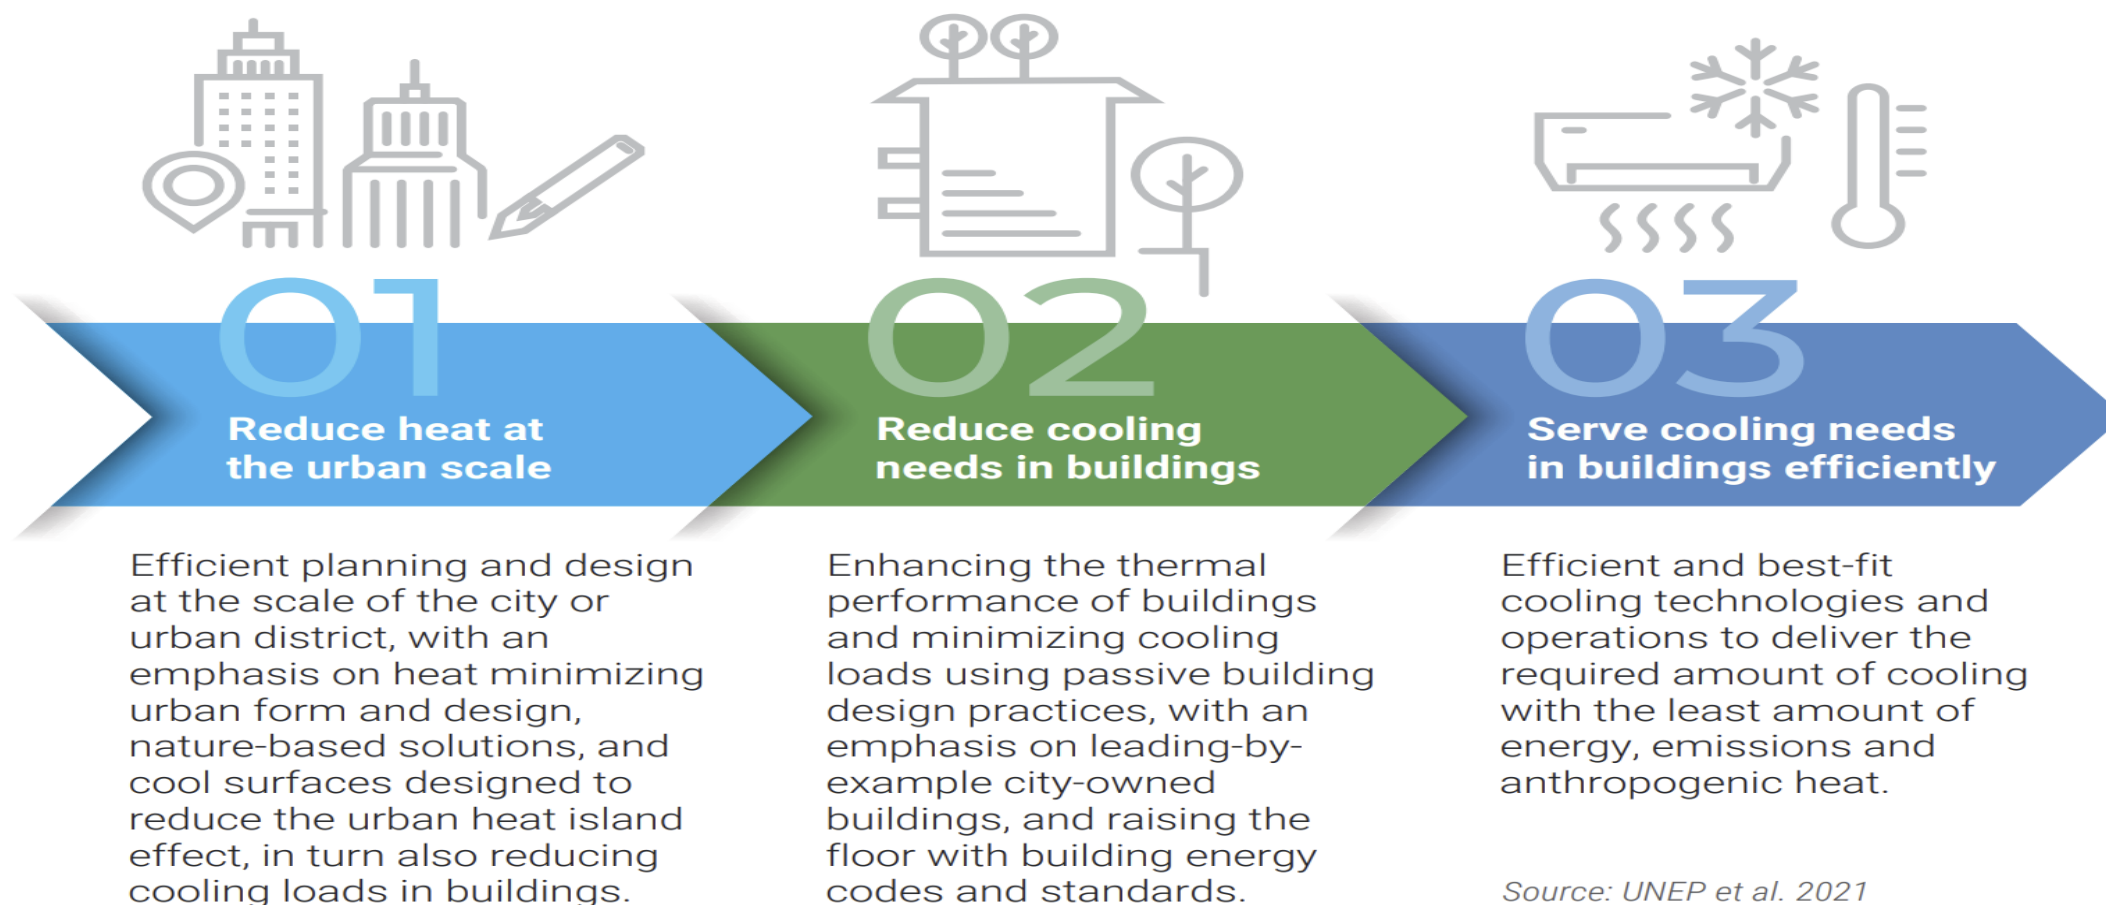 01
Reduce heat at
the urban scale
Efficient planning and design
at the scale of the city or
urban district, with an
emphasis on heat minimizing
urban form and design,
nature-based solutions, and
cool surfaces designed to
reduce the urban heat island
effect, in turn also reducing
cooling loads in buildings.
02
Reduce cooling
needs in buildings
Enhancing the thermal
performance of buildings
and minimizing cooling
loads using passive building
design practices, with an
emphasis on leading-by-
example city-owned
buildings, and raising the
floor with building energy
codes and standards.
03
Serve cooling needs
in buildings efficiently
Efficient and best-fit
cooling technologies and
operations to deliver the
required amount of cooling
with the least amount of
energy, emissions and
anthropogenic heat.
Source: UNEP et al. 2021